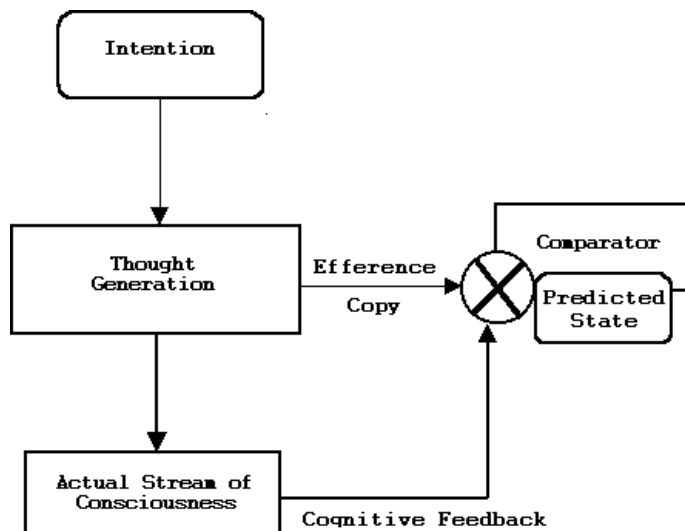 Intention
Thought
Generation
Efference
Copy
Comparator
Predicted
State
Actual Stream of
Consciousness
Cognitive Feedback